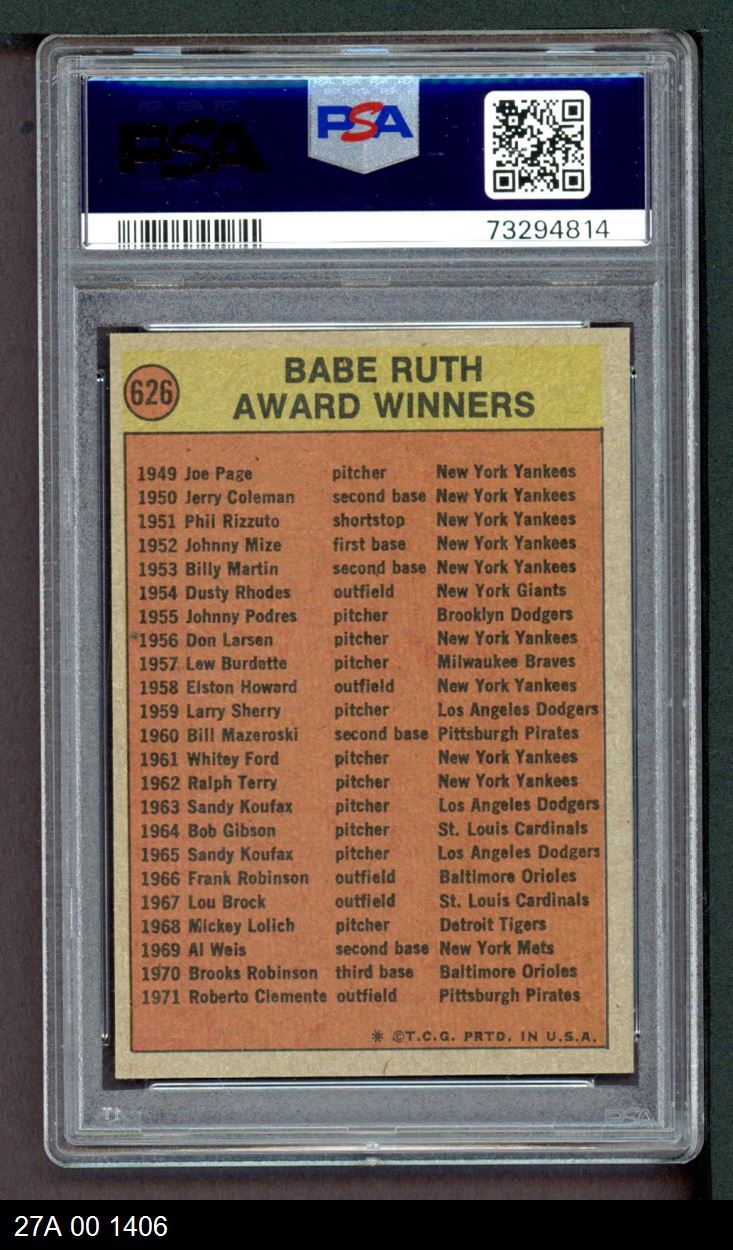 PSA
PSA
73294814
626
BABE RUTH
AWARD WINNERS
1949 Joe Page pitcher New York Yankees
1950 Jerry Coleman second base New York Yankees
1951 Phil Rizzuto shortstop New York Yankees
1952 Johnny Mize first base New York Yankees
1953 Billy Martin second base New York Yankees
1954 Dusty Rhodes outfield New York Giants
1955 Johnny Podres pitcher Brooklyn Dodgers
1956 Don Larsen pitcher New York Yankees
1957 Lew Burdette pitcher Milwaukee Braves
1958 Elston Howard outfield New York Yankees
1959 Larry Sherry pitcher Los Angeles Dodgers
1960 Bill Mazeroski second base Pittsburgh Pirates
1961 Whitey Ford pitcher New York Yankees
1962 Ralph Terry pitcher New York Yankees
1963 Sandy Koufax pitcher Los Angeles Dodgers
1964 Bob Gibson pitcher St. Louis Cardinals
1965 Sandy Koufax pitcher Los Angeles Dodgers
1966 Frank Robinson outfield Baltimore Orioles
1967 Lou Brock outfield St. Louis Cardinals
1968 Mickey Lolich pitcher Detroit Tigers
1969 Al Weis second base New York Mets
1970 Brooks Robinson third base Baltimore Orioles
1971 Roberto Clemente outfield Pittsburgh Pirates
* ©T.C.G. PRTD. IN U.S.A.
PSA
27A 00 1406